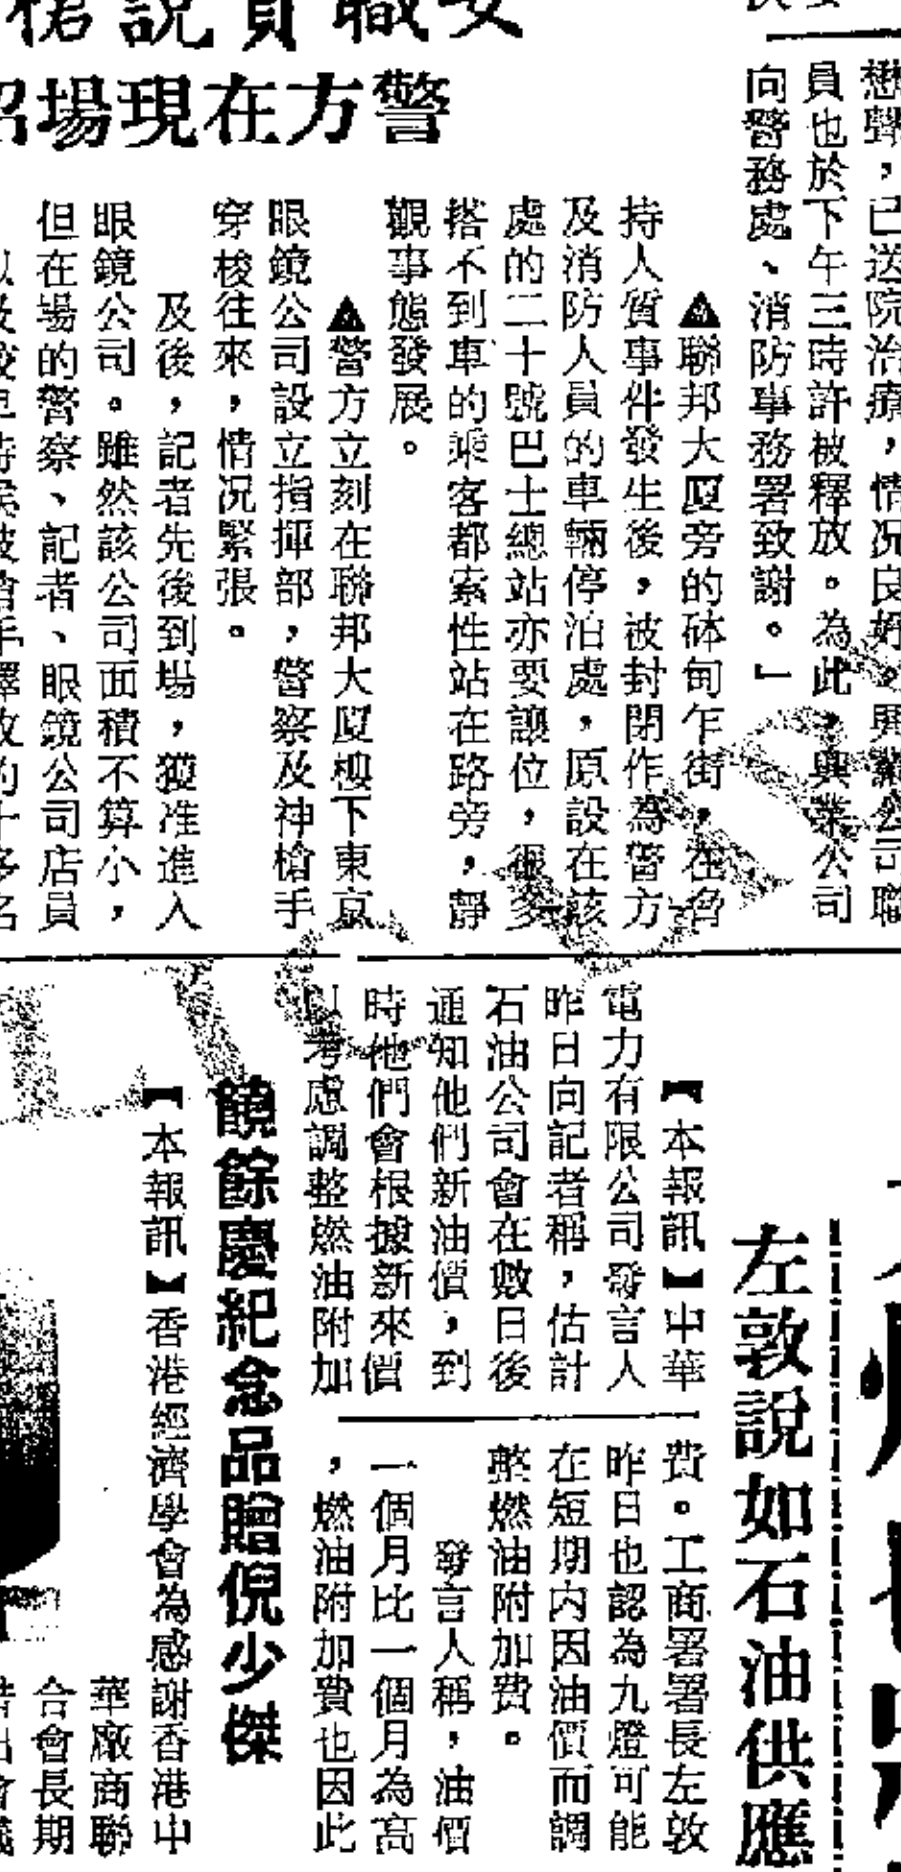 女職員說槍
警方在現場
戀聲，已送院治療，情況良好。興業公司職
員也於下午三時許被釋放。為此，興業公司
向警務處、消防事務署致謝。」
▲聯邦大廈旁的砵甸乍街，在脅
持人質事件發生後，被封閉作為警方
及消防人員的車輛停泊處，原設在該
處的二十號巴士總站亦要讓位，很多
搭不到車的乘客都索性站在路旁，靜
觀事態發展。
▲警方立刻在聯邦大廈樓下東京
眼鏡公司設立指揮部，警察及神槍手
穿梭往來，情況緊張。
及後，記者先後到場，獲准進入
眼鏡公司。雖然該公司面積不算小，
但在場的警察、記者、眼鏡公司店員
左敦說如石油供應
【本報訊】中華
電力有限公司發言人
昨日向記者稱，估計
石油公司會在數日後
通知他們新油價，到
時他們會根據新來價
以考慮調整燃油附加
費。工商署署長左敦
昨日也認為九燈可能
在短期內因油價而調
整燃油附加費。
發言人稱，油價
一個月比一個月為高
，燃油附加費也因此
饒餘慶紀念品贈倪少傑
【本報訊】香港經濟學會為感謝香港中
華廠商聯
合會長期